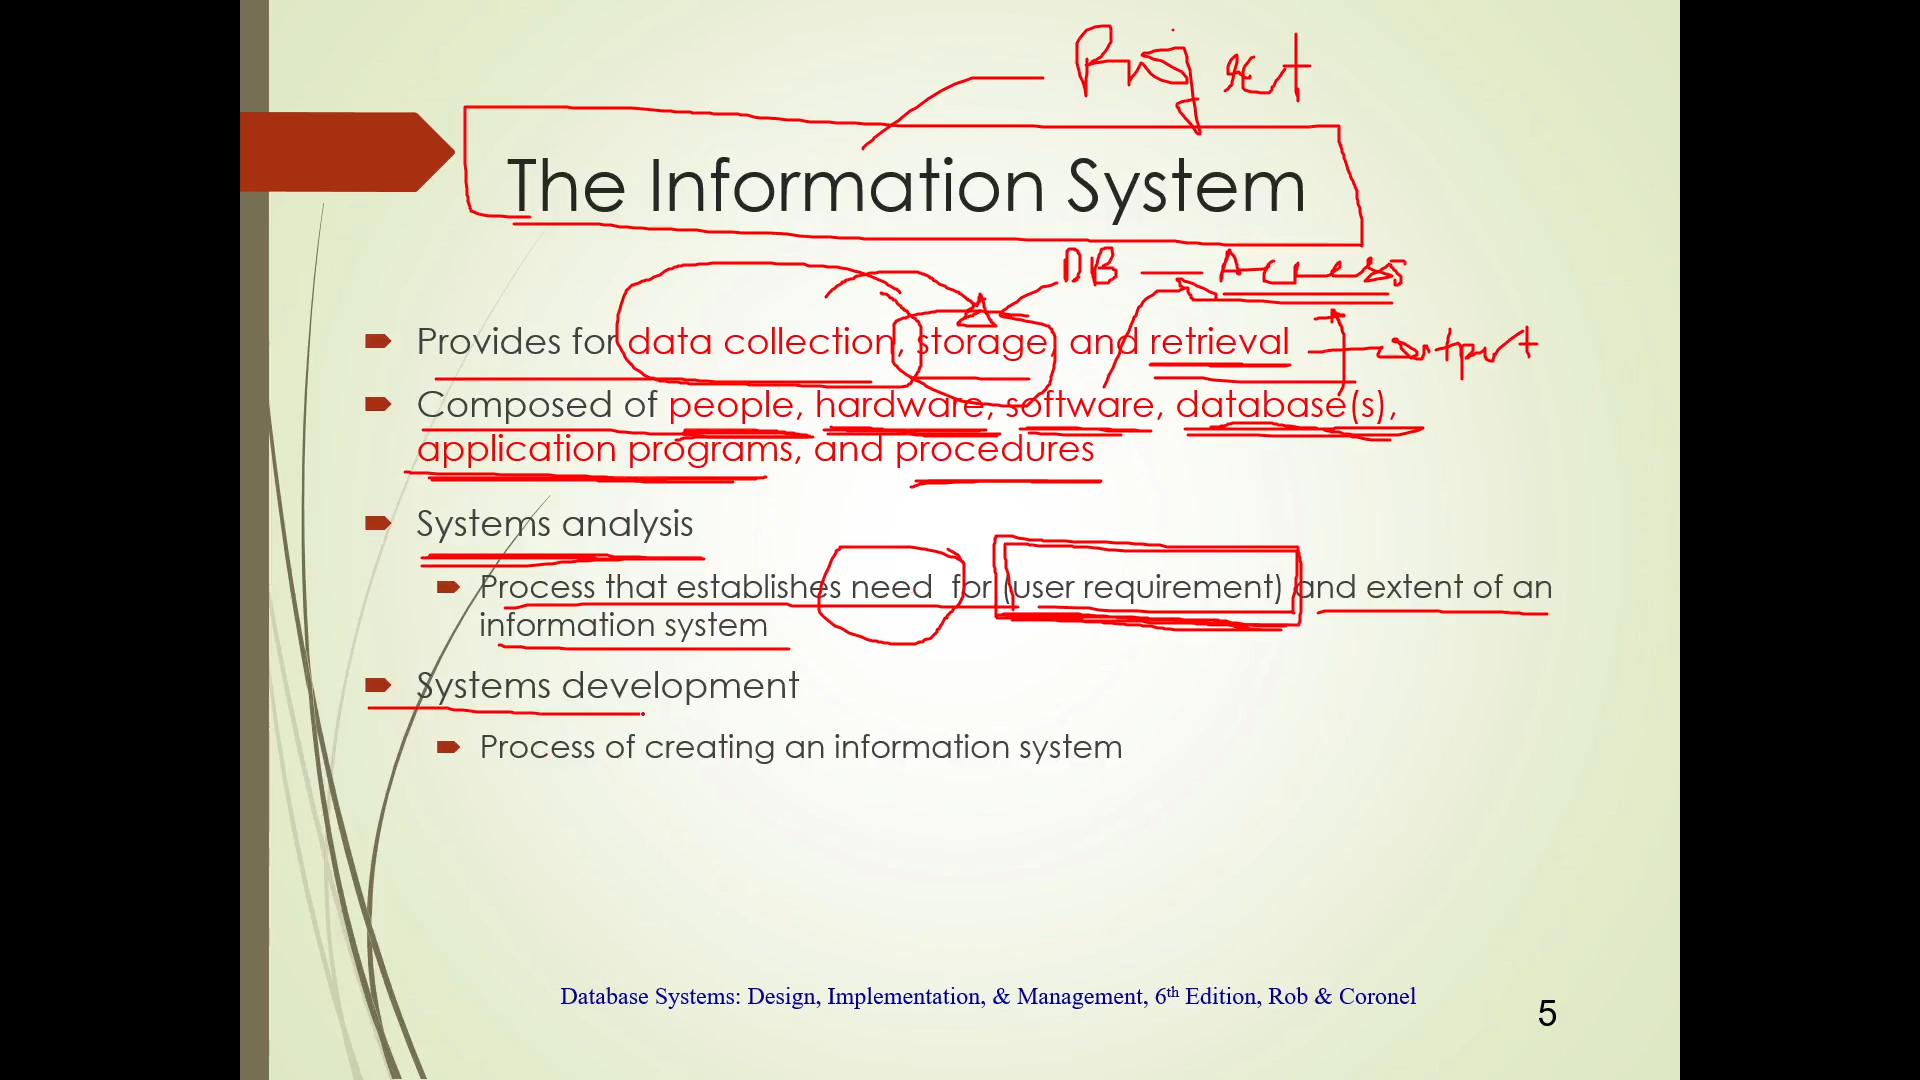 Project
The Information System
DB — Access
Provides for data collection, storage, and retrieval output
Composed of people, hardware, software, database(s),
application programs, and procedures
Systems analysis
Process that establishes need for (user requirement) and extent of an
information system
Systems development
Process of creating an information system
Database Systems: Design, Implementation, & Management, 6th Edition, Rob & Coronel
5